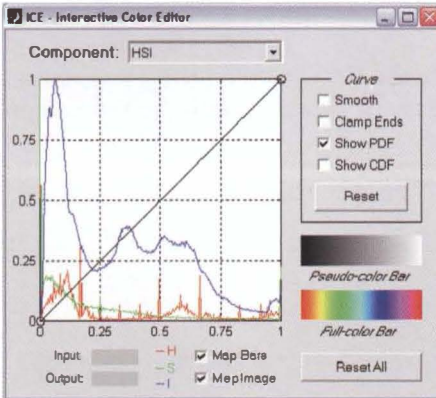 ICE - Interactive Color Editor
Component: HSI
Curve
Smooth
Clamp Ends
Show PDF
Show CDF
Reset
1
0.75
0.5
0.25
0
0 0.25 0.5 0.75 1
Pseudo-color Bar
Full-color Bar
Input:
Output:
H
S
I
Map Bars
Map Image
Reset All